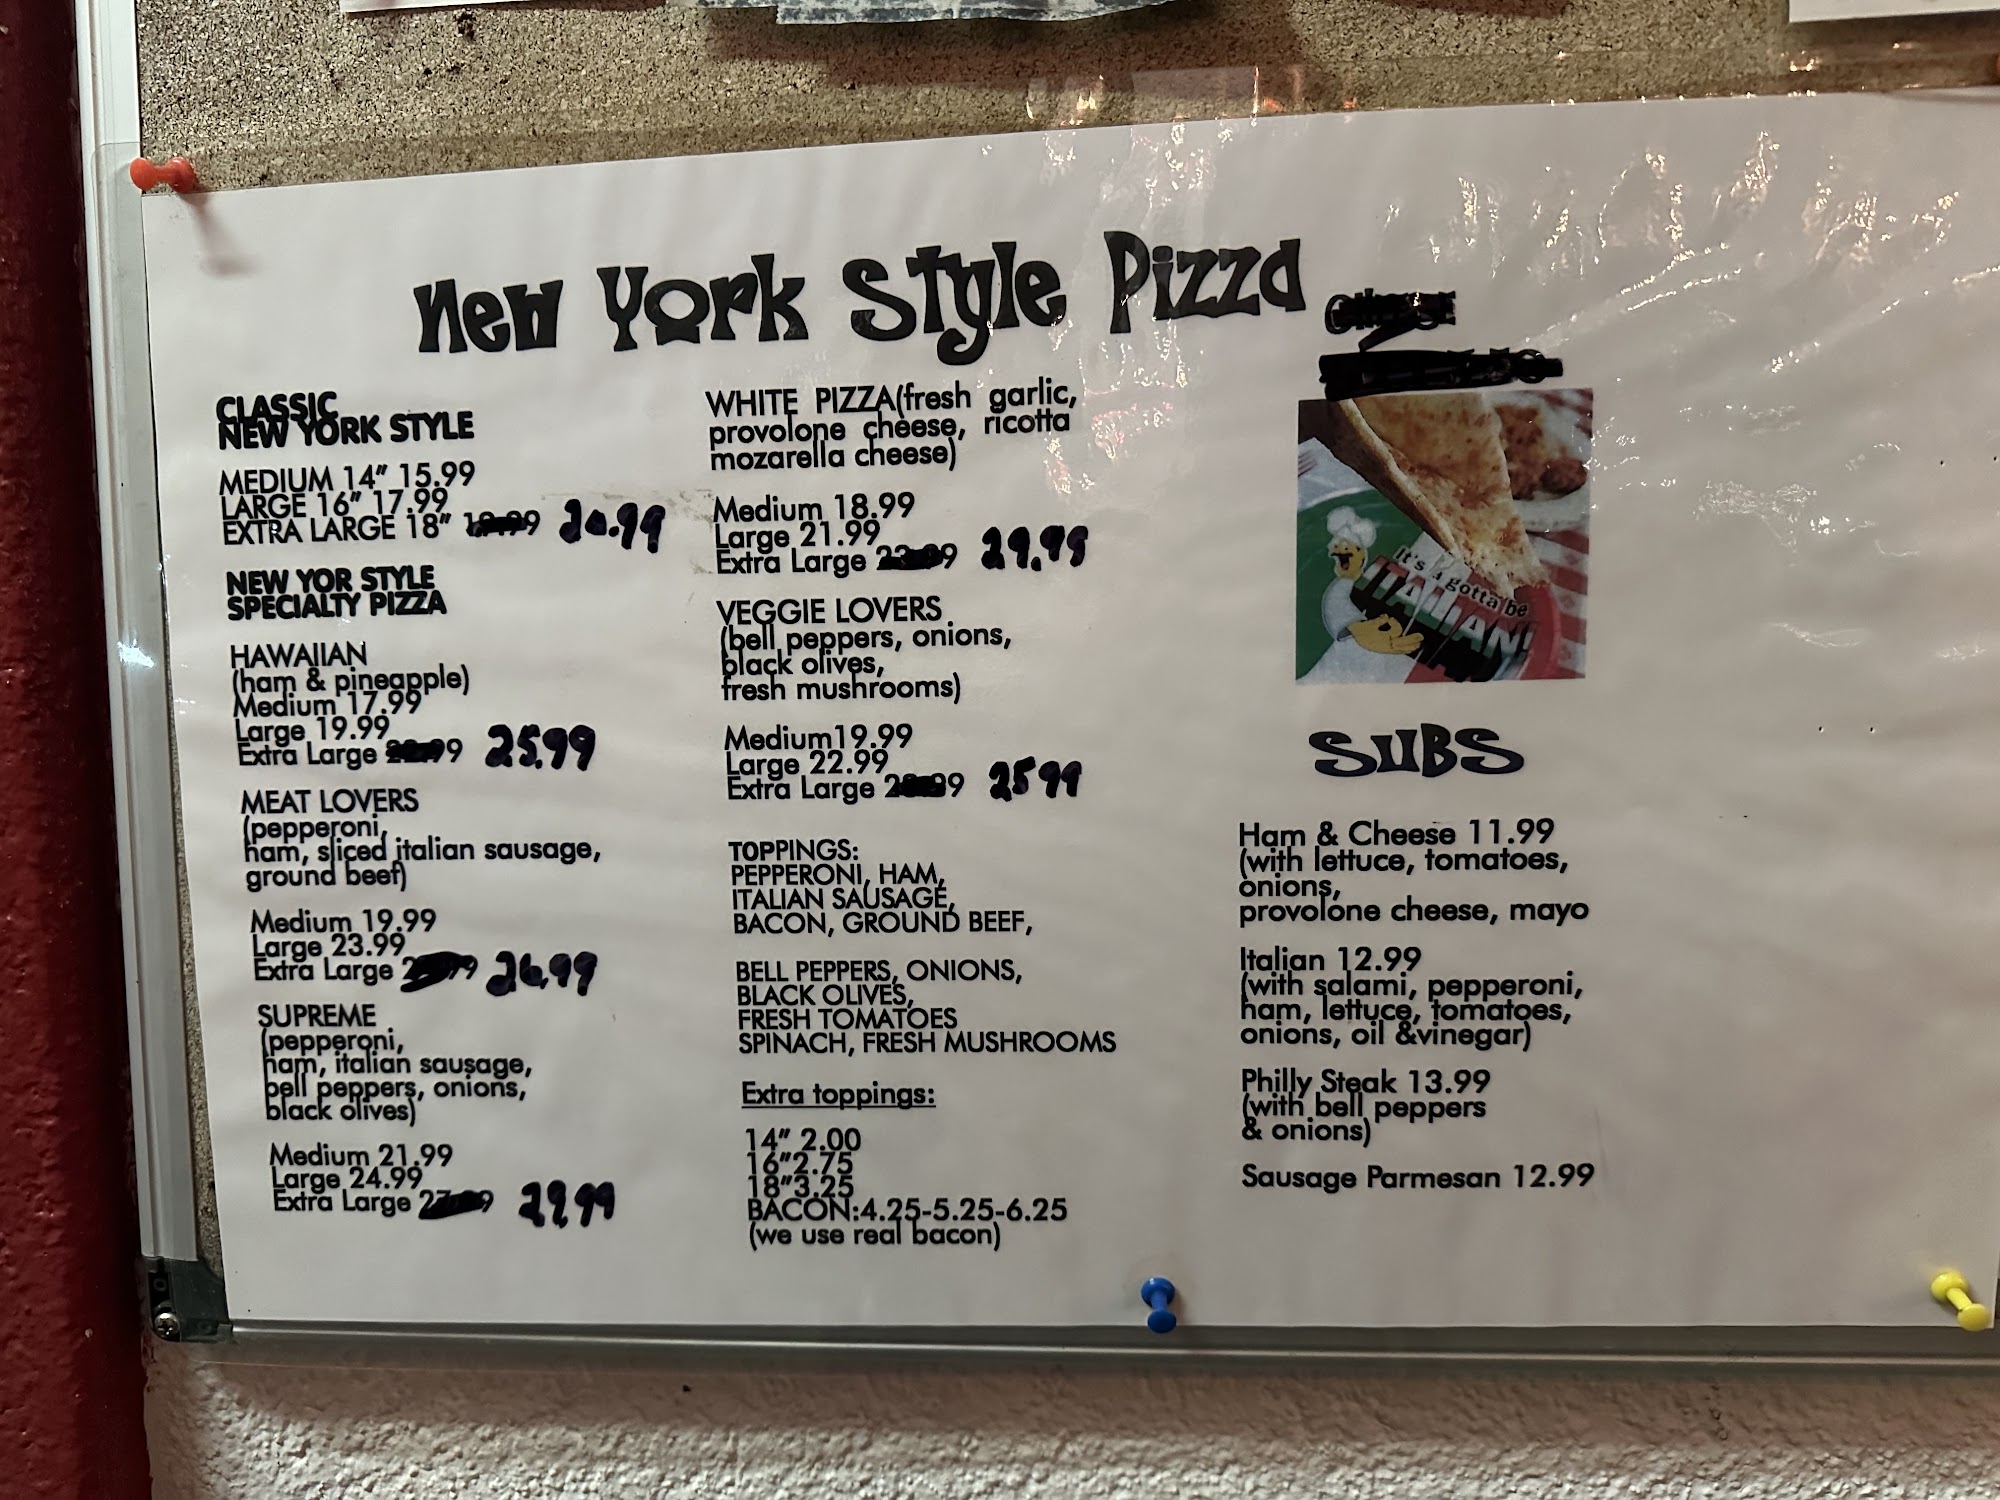 New York Style Pizza
CLASSIC
NEW YORK STYLE
MEDIUM 14” 15.99
LARGE 16” 17.99
EXTRA LARGE 18” 20.99
NEW YOR STYLE
SPECIALTY PIZZA
HAWAIIAN
(ham & pineapple)
Medium 17.99
Large 19.99
Extra Large 25.99
MEAT LOVERS
(pepperoni,
ham, sliced italian sausage,
ground beef)
Medium 19.99
Large 23.99
Extra Large 26.99
SUPREME
(pepperoni,
ham, italian sausage,
bell peppers, onions,
black olives)
Medium 21.99
Large 24.99
Extra Large 29.99
WHITE PIZZA(fresh garlic,
provolone cheese, ricotta
mozarella cheese)
Medium 18.99
Large 21.99
Extra Large
VEGGIE LOVERS
(bell peppers, onions,
black olives,
fresh mushrooms)
Medium19.99
Large 22.99
Extra Large 25 99
TOPPINGS:
PEPPERONI, HAM,
ITALIAN SAUSAGE,
BACON, GROUND BEEF,
BELL PEPPERS, ONIONS,
BLACK OLIVES,
FRESH TOMATOES
SPINACH, FRESH MUSHROOMS
Extra toppings:
14” 2.00
16”2.75
18”3.25
BACON:4.25-5.25-6.25
(we use real bacon)
It's a gotta be
ITALIAN!
SUBS
Ham & Cheese 11.99
(with lettuce, tomatoes,
onions,
provolone cheese, mayo
Italian 12.99
(with salami, pepperoni,
ham, lettuce, tomatoes,
onions, oil &vinegar)
Philly Steak 13.99
(with bell peppers
& onions)
Sausage Parmesan 12.99